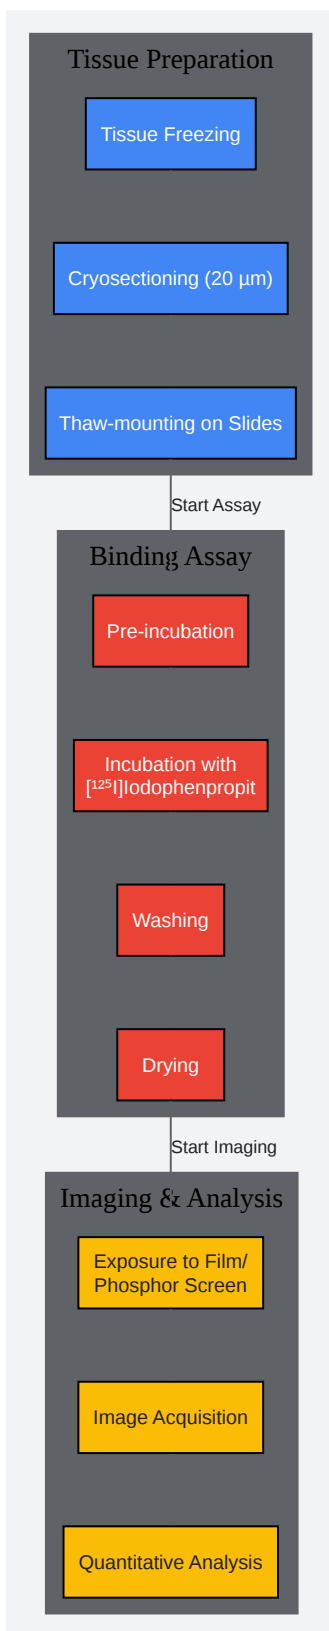 Tissue Preparation
Tissue Freezing
Cryosectioning (20 µm)
Thaw-mounting on Slides
Start Assay
Binding Assay
Pre-incubation
Incubation with
[¹²⁵I]Iodophenpropit
Washing
Drying
Start Imaging
Imaging & Analysis
Exposure to Film/
Phosphor Screen
Image Acquisition
Quantitative Analysis